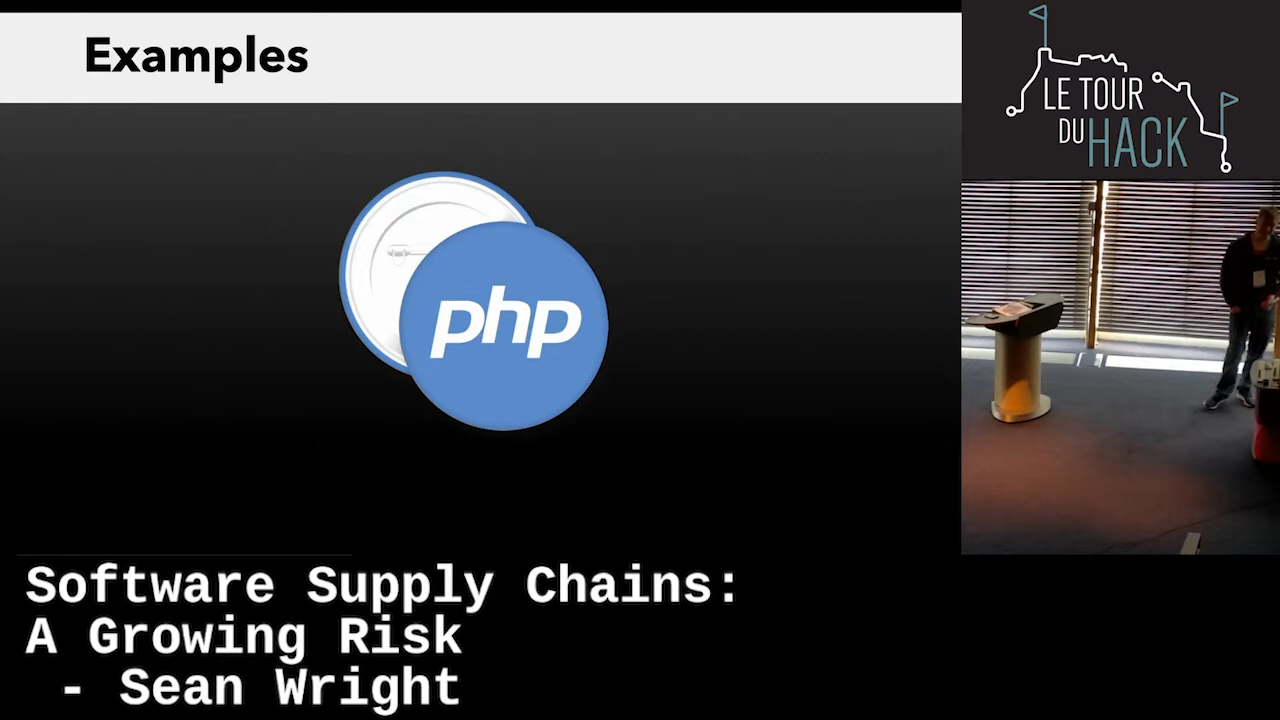 Examples
LE TOUR
DU HACK
php
Software Supply Chains:
A Growing Risk
- Sean Wright